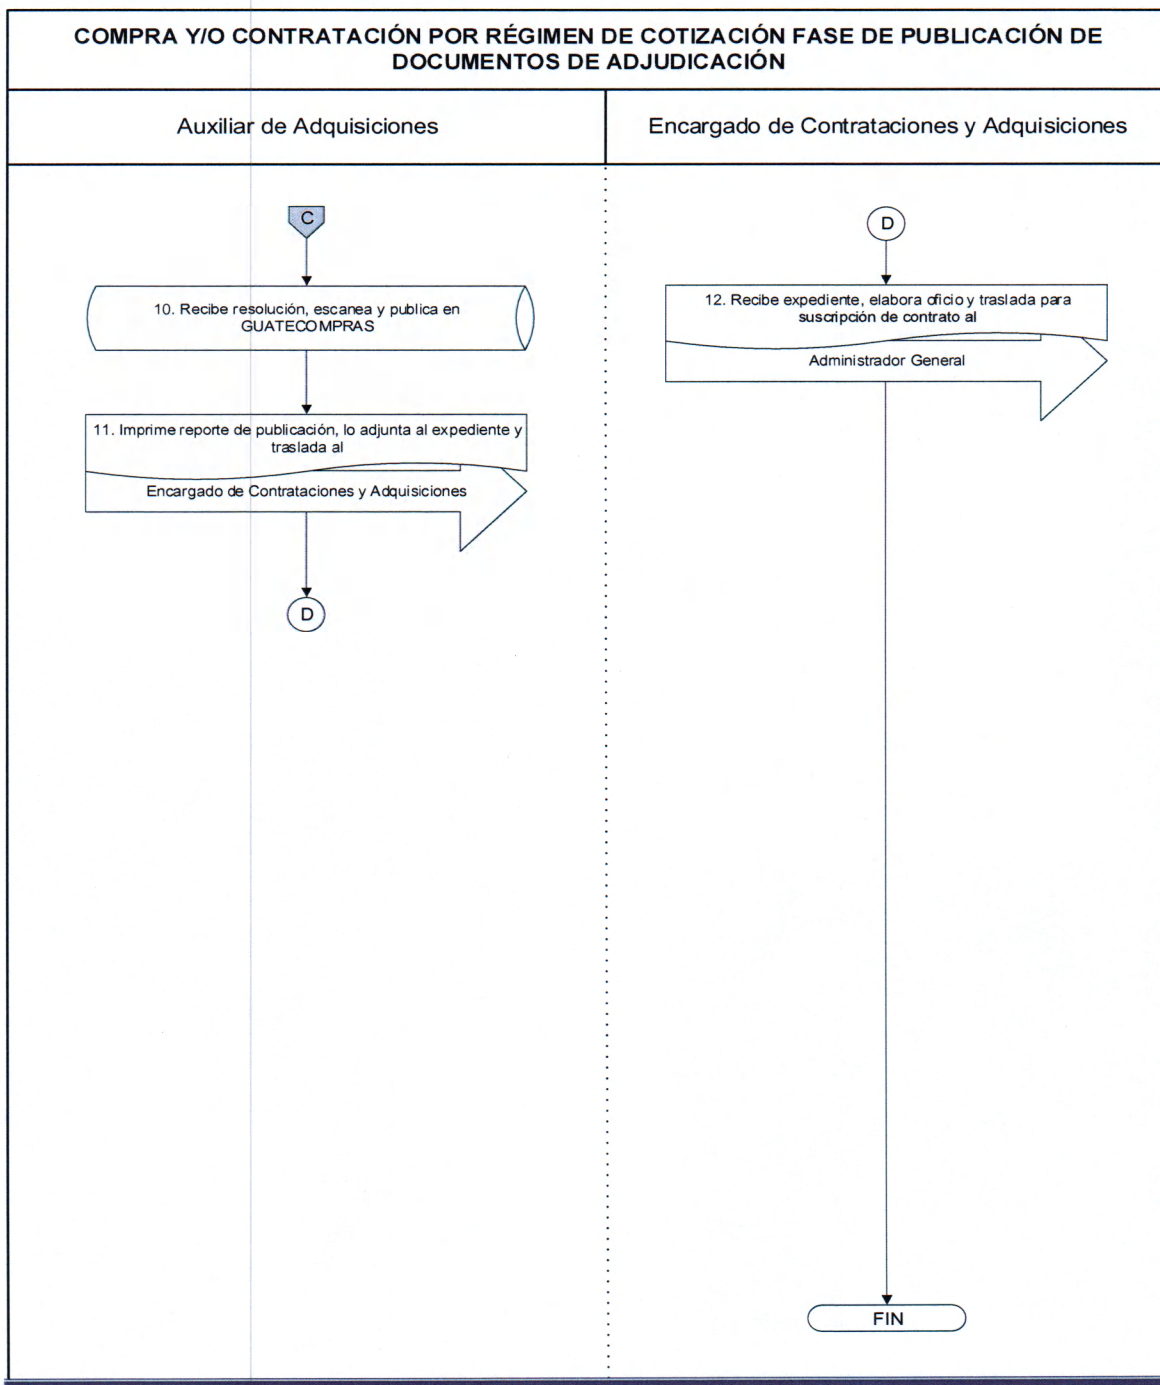 COMPRA Y/O CONTRATACIÓN POR RÉGIMEN DE COTIZACIÓN FASE DE PUBLICACIÓN DE
DOCUMENTOS DE ADJUDICACIÓN
Auxiliar de Adquisiciones
Encargado de Contrataciones y Adquisiciones
C
10. Recibe resolución, escanea y publica en
GUATECOMPRAS
11. Imprime reporte de publicación, lo adjunta al expediente y
traslada al
Encargado de Contrataciones y Adquisiciones
D
D
12. Recibe expediente, elabora oficio y traslada para
suscripción de contrato al
Administrador General
FIN